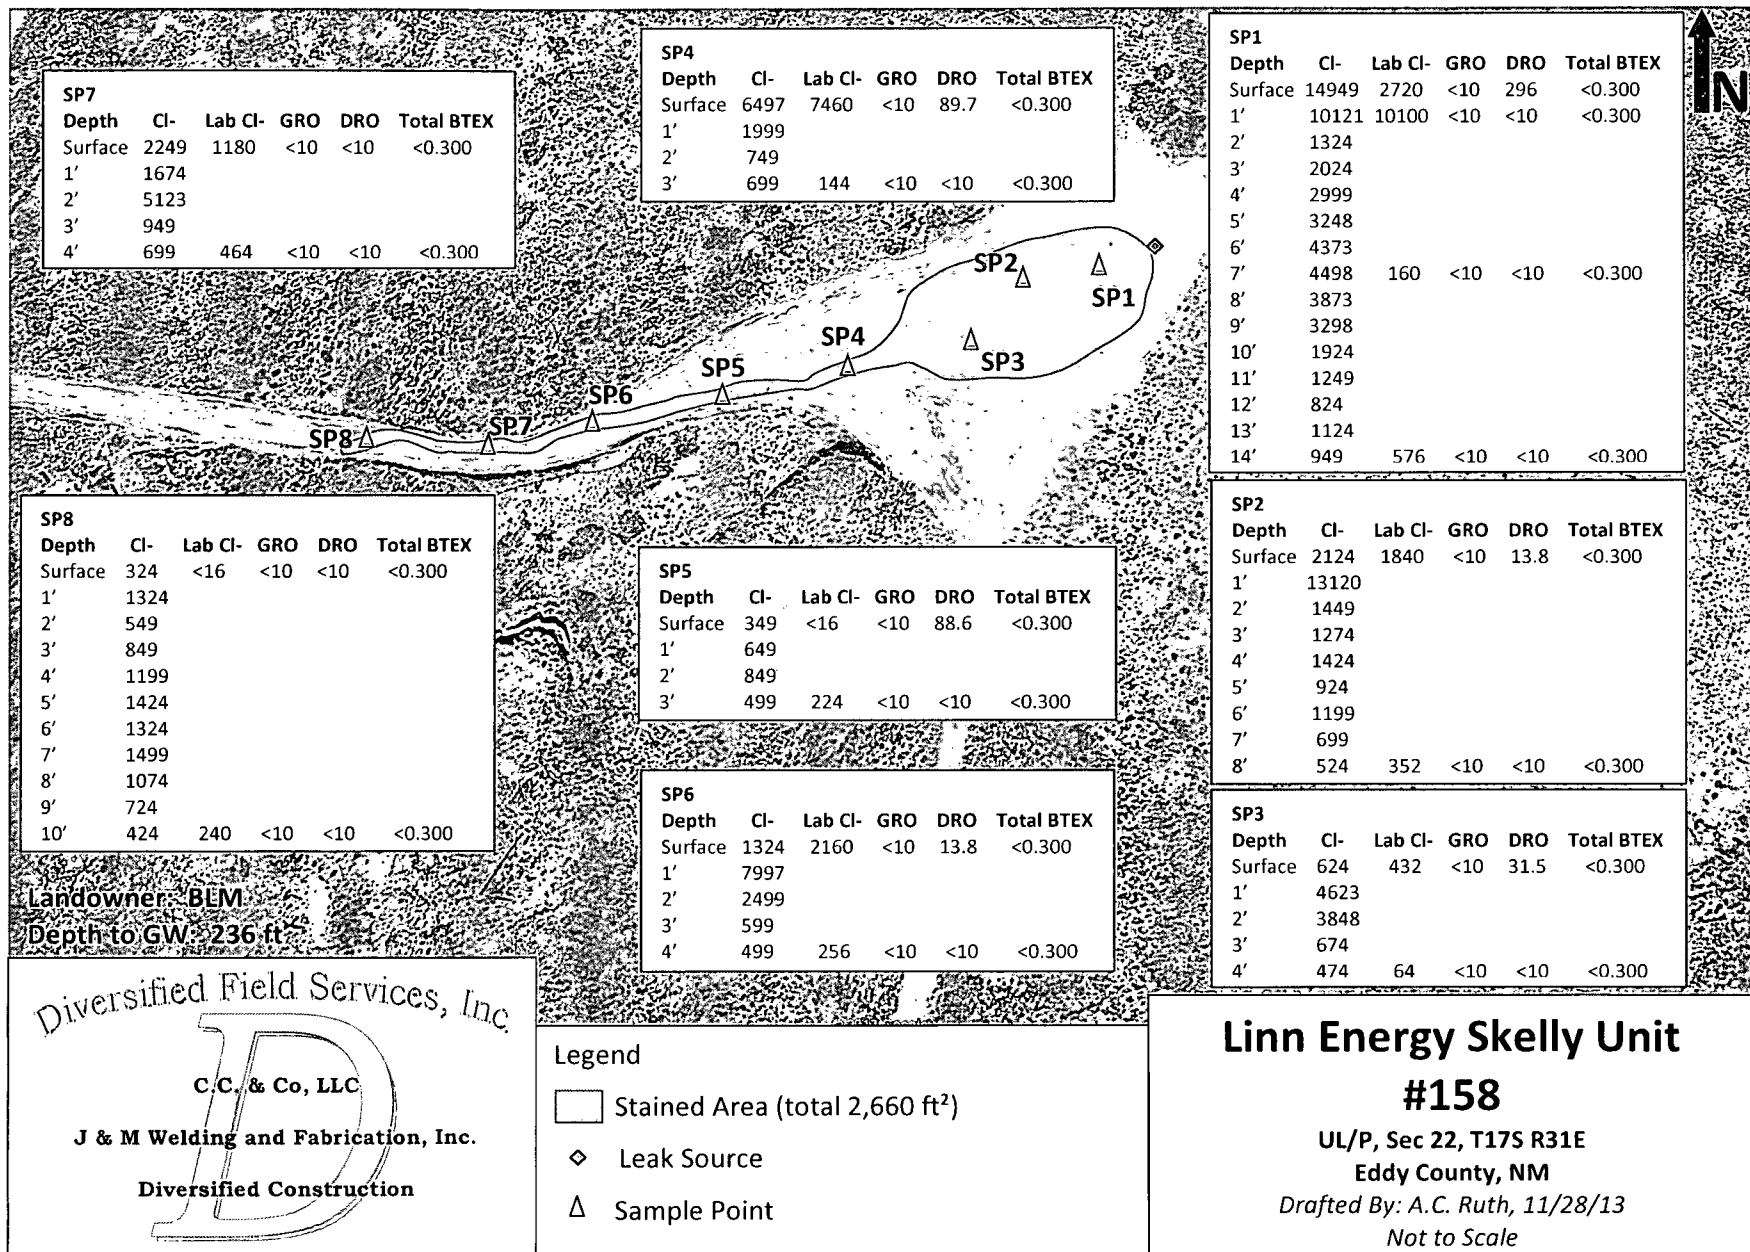 SP7
Depth Cl- Lab Cl- GRO DRO Total BTEX
Surface 2249 1180 <10 <10 <0.300
1' 1674
2' 5123
3' 949
4' 699 464 <10 <10 <0.300
SP4
Depth Cl- Lab Cl- GRO DRO Total BTEX
Surface 6497 7460 <10 89.7 <0.300
1' 1999
2' 749
3' 699 144 <10 <10 <0.300
SP1
Depth Cl- Lab Cl- GRO DRO Total BTEX
Surface 14949 2720 <10 296 <0.300
1' 10121 10100 <10 <10 <0.300
2' 1324
3' 2024
4' 2999
5' 3248
6' 4373
7' 4498 160 <10 <10 <0.300
8' 3873
9' 3298
10' 1924
11' 1249
12' 824
13' 1124
14' 949 576 <10 <10 <0.300
N
SP2
SP1
SP3
SP4
SP5
SP6
SP7
SP8
SP8
Depth Cl- Lab Cl- GRO DRO Total BTEX
Surface 324 <16 <10 <10 <0.300
1' 1324
2' 549
3' 849
4' 1199
5' 1424
6' 1324
7' 1499
8' 1074
9' 724
10' 424 240 <10 <10 <0.300
SP5
Depth Cl- Lab Cl- GRO DRO Total BTEX
Surface 349 <16 <10 88.6 <0.300
1' 649
2' 849
3' 499 224 <10 <10 <0.300
SP2
Depth Cl- Lab Cl- GRO DRO Total BTEX
Surface 2124 1840 <10 13.8 <0.300
1' 13120
2' 1449
3' 1274
4' 1424
5' 924
6' 1199
7' 699
8' 524 352 <10 <10 <0.300
SP6
Depth Cl- Lab Cl- GRO DRO Total BTEX
Surface 1324 2160 <10 13.8 <0.300
1' 7997
2' 2499
3' 599
4' 499 256 <10 <10 <0.300
SP3
Depth Cl- Lab Cl- GRO DRO Total BTEX
Surface 624 432 <10 31.5 <0.300
1' 4623
2' 3848
3' 674
4' 474 64 <10 <10 <0.300
Landowner: BLM
Depth to GW: 236 ft
Diversified Field Services, Inc.
D
C.C. & Co, LLC
J & M Welding and Fabrication, Inc.
Diversified Construction
Legend
Stained Area (total 2,660 ft²)
Leak Source
Sample Point
Linn Energy Skelly Unit
#158
UL/P, Sec 22, T17S R31E
Eddy County, NM
Drafted By: A.C. Ruth, 11/28/13
Not to Scale